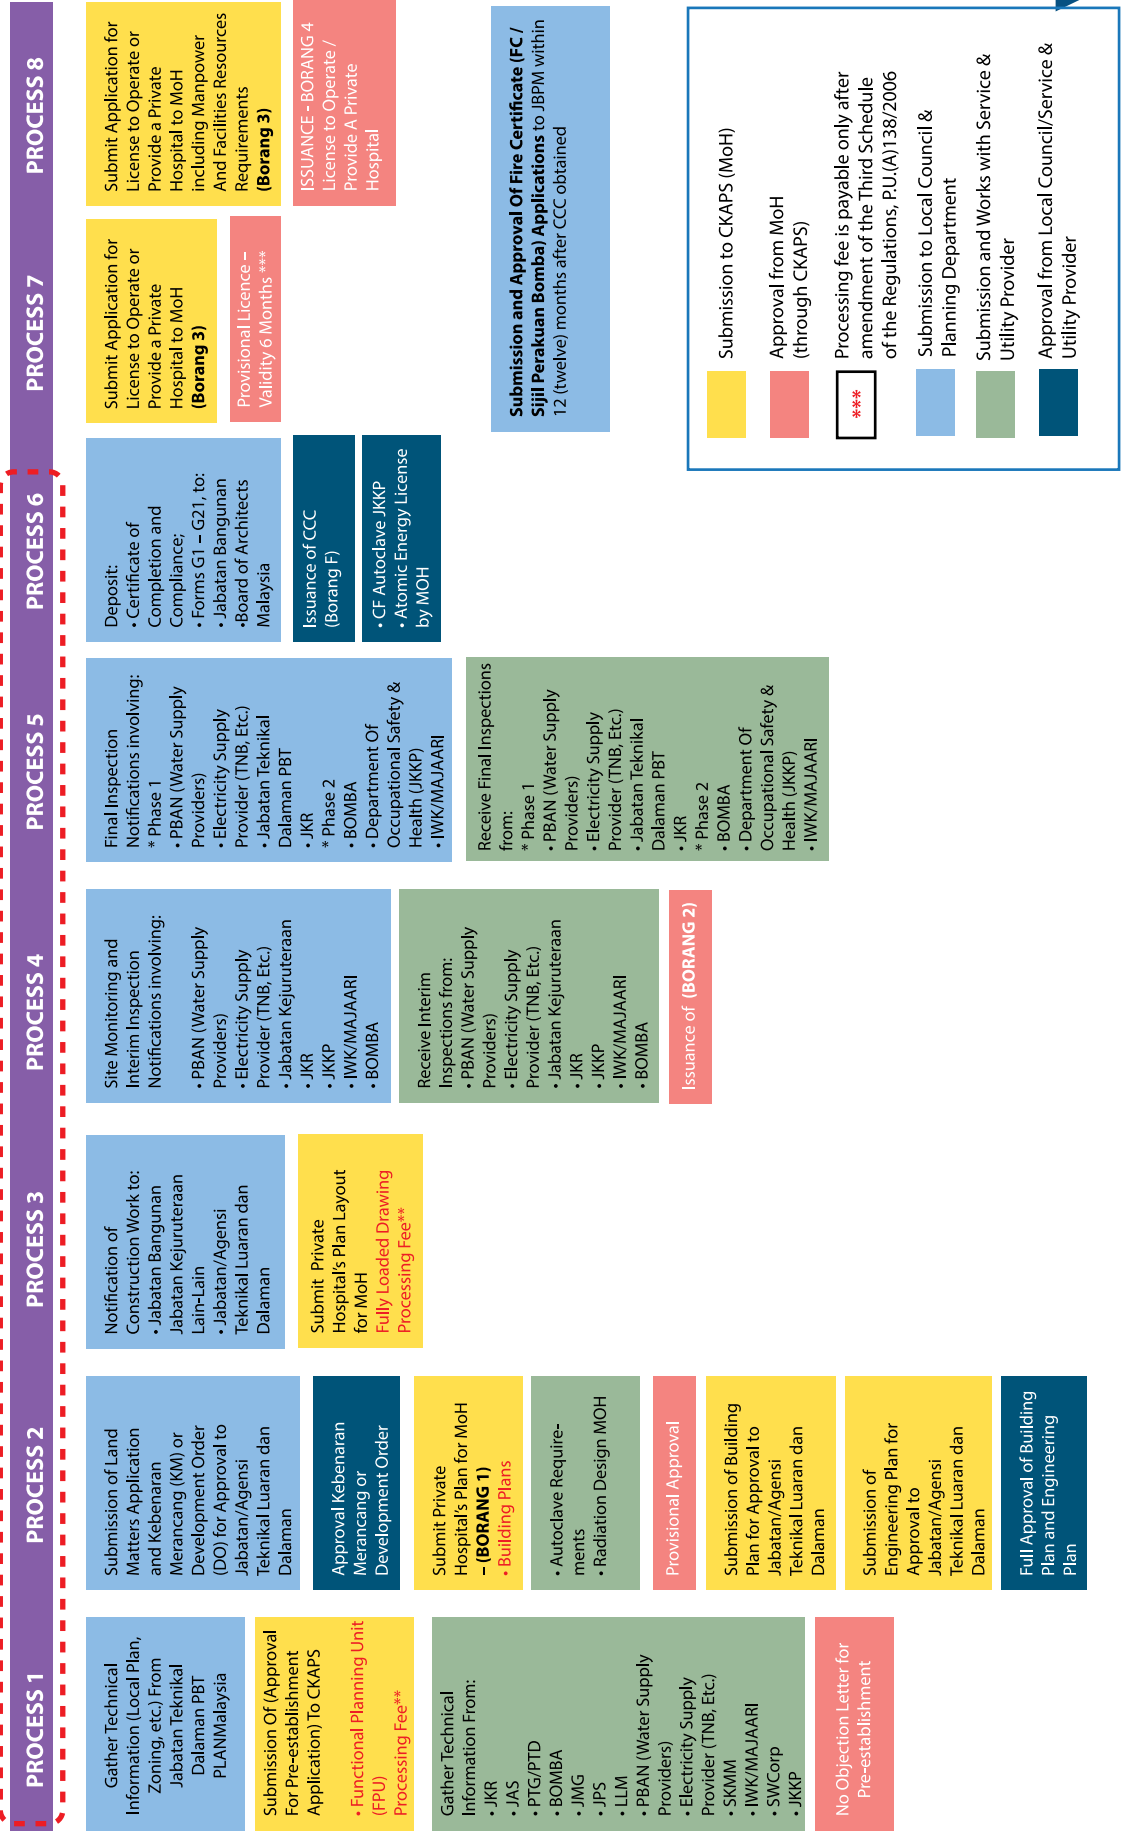 PROCESS 1
Gather Technical
Information (Local Plan,
Zoning, etc.) From
Jabatan Teknikal
Dalaman PBT
PLANMalaysia
Submission Of (Approval
For Pre-establishment
Application) To CKAPS
• Functional Planning Unit
(FPU)
Processing Fee**
Gather Technical
Information From:
• JKR
• JAS
• PTG/PTD
• BOMBA
• JMG
• JPS
• LLM
• PBAN (Water Supply
Providers)
• Electricity Supply
Provider (TNB, Etc.)
• SKMM
• IWK/MAJAARI
• SWCorp
• JKKP
No Objection Letter for
Pre-establishment
PROCESS 2
Submission of Land
Matters Application
and Kebenaran
Merancang (KM) or
Development Order
(DO) for Approval to
Jabatan/Agensi
Teknikal Luaran dan
Dalaman
Approval Kebenaran
Merancang or
Development Order
Submit Private
Hospital's Plan for MoH
– (BORANG 1)
• Building Plans
• Autoclave Require-
ments
• Radiation Design MOH
Provisional Approval
Submission of Building
Plan for Approval to
Jabatan/Agensi
Teknikal Luaran dan
Dalaman
Submission of
Engineering Plan for
Approval to
Jabatan/Agensi
Teknikal Luaran dan
Dalaman
Full Approval of Building
Plan and Engineering
Plan
PROCESS 3
Notification of
Construction Work to:
• Jabatan Bangunan
Jabatan Kejuruteraan
Lain-Lain
• Jabatan/Agensi
Teknikal Luaran dan
Dalaman
Submit Private
Hospital's Plan Layout
for MoH
Fully Loaded Drawing
Processing Fee**
PROCESS 4
Site Monitoring and
Interim Inspection
Notifications involving:
• PBAN (Water Supply
Providers)
• Electricity Supply
Provider (TNB, Etc.)
• Jabatan Kejuruteraan
• JKR
• JKKP
• IWK/MAJAARI
• BOMBA
Receive Interim
Inspections from:
• PBAN (Water Supply
Providers)
• Electricity Supply
Provider (TNB, Etc.)
• Jabatan Kejuruteraan
• JKR
• JKKP
• IWK/MAJAARI
• BOMBA
Issuance of (BORANG 2)
PROCESS 5
Final Inspection
Notifications involving:
* Phase 1
• PBAN (Water Supply
Providers)
• Electricity Supply
Provider (TNB, Etc.)
• Jabatan Teknikal
Dalaman PBT
• JKR
* Phase 2
• BOMBA
• Department Of
Occupational Safety &
Health (JKKP)
• IWK/MAJAARI
Receive Final Inspections
from:
* Phase 1
• PBAN (Water Supply
Providers)
• Electricity Supply
Provider (TNB, Etc.)
• Jabatan Teknikal
Dalaman PBT
• JKR
* Phase 2
• BOMBA
• Department Of
Occupational Safety &
Health (JKKP)
• IWK/MAJAARI
PROCESS 6
Deposit:
• Certificate of
Completion and
Compliance;
• Forms G1 – G21, to:
• Jabatan Bangunan
•Board of Architects
Malaysia
Issuance of CCC
(Borang F)
• CF Autoclave JKKP
• Atomic Energy License
by MOH
PROCESS 7
Submit Application for
License to Operate or
Provide a Private
Hospital to MoH
(Borang 3)
Provisional Licence –
Validity 6 Months ***
PROCESS 8
Submit Application for
License to Operate or
Provide a Private
Hospital to MoH
including Manpower
And Facilities Resources
Requirements
(Borang 3)
ISSUANCE - BORANG 4
License to Operate /
Provide A Private
Hospital
Submission and Approval Of Fire Certificate (FC /
Sijil Perakuan Bomba) Applications to JBPM within
12 (twelve) months after CCC obtained
Submission to CKAPS (MoH)
Approval from MoH
(through CKAPS)
***
Processing fee is payable only after
amendment of the Third Schedule
of the Regulations, P.U.(A)138/2006
Submission to Local Council &
Planning Department
Submission and Works with Service &
Utility Provider
Approval from Local Council/Service &
Utility Provider